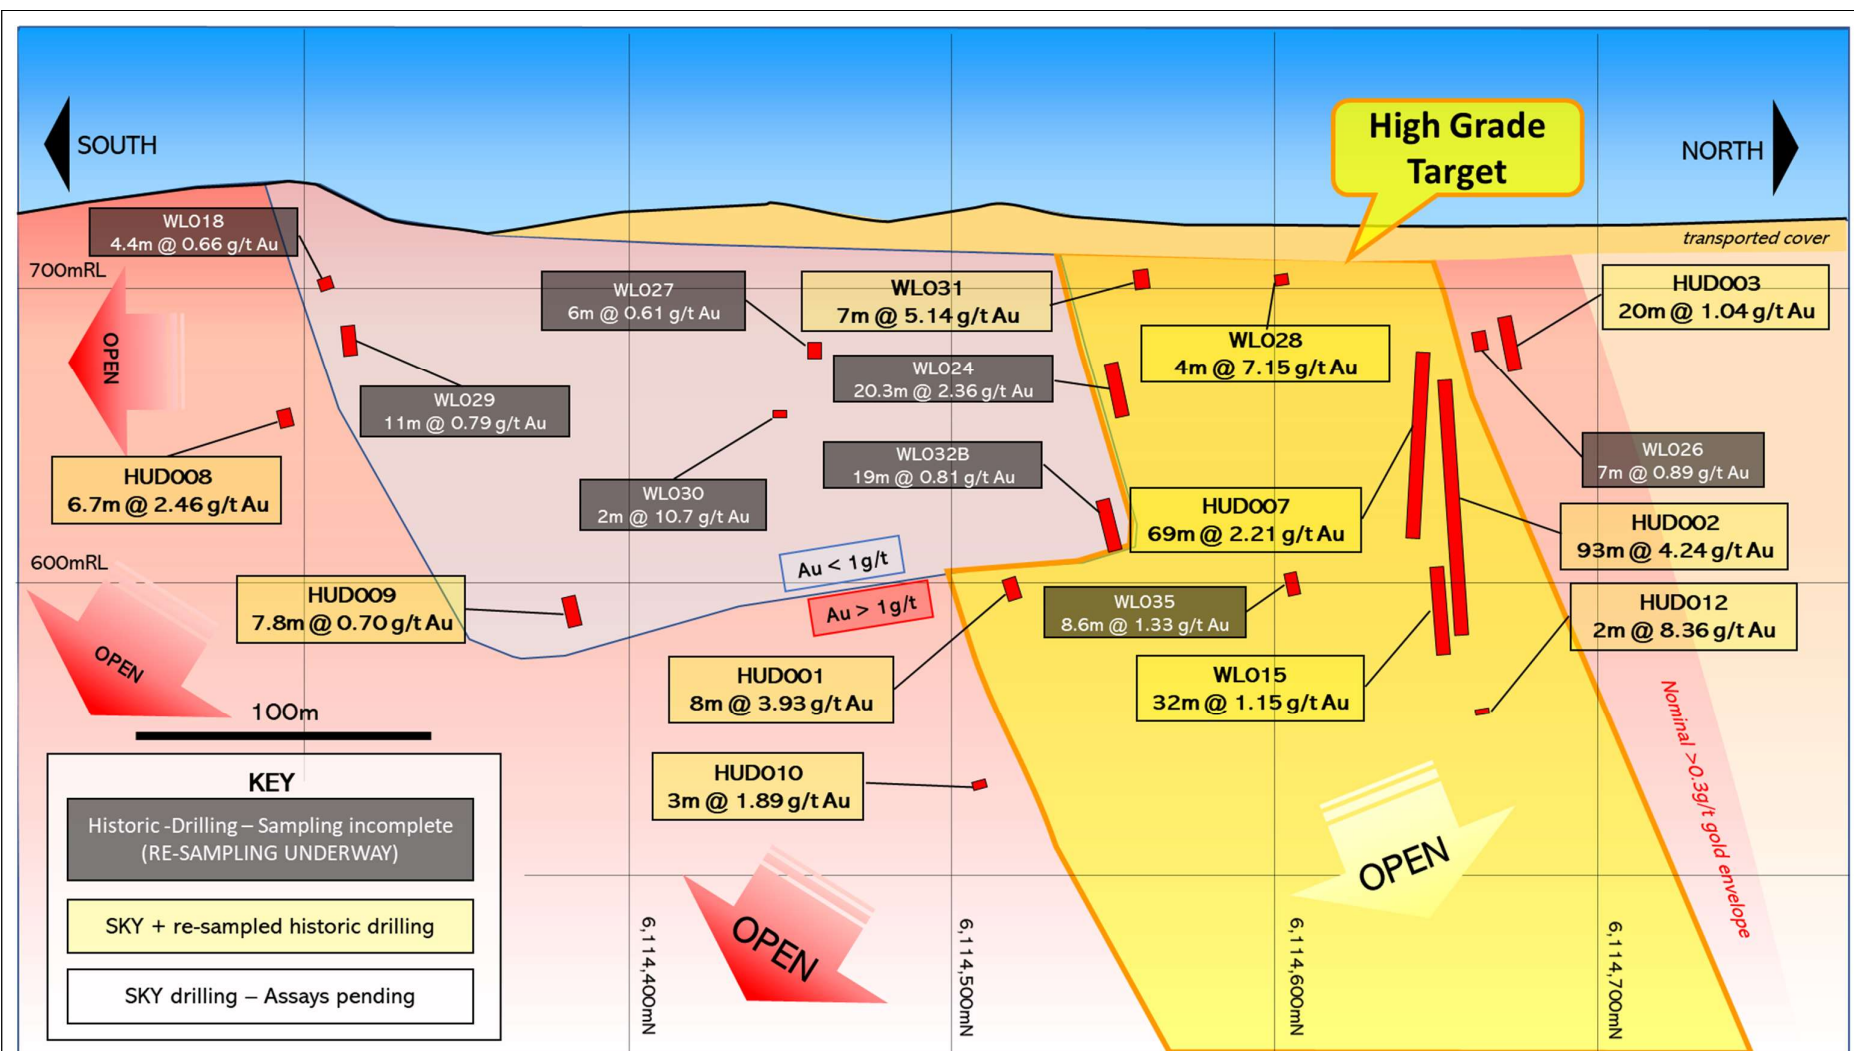 High Grade
Target
SOUTH
NORTH
transported cover
WL018
4.4m @ 0.66 g/t Au
700mRL
WL027
6m @ 0.61 g/t Au
WL031
7m @ 5.14 g/t Au
HUD003
20m @ 1.04 g/t Au
WL028
4m @ 7.15 g/t Au
OPEN
WL024
20.3m @ 2.36 g/t Au
WL029
11m @ 0.79 g/t Au
WL026
7m @ 0.89 g/t Au
WL032B
19m @ 0.81 g/t Au
HUD008
6.7m @ 2.46 g/t Au
WL030
2m @ 10.7 g/t Au
HUD007
69m @ 2.21 g/t Au
HUD002
93m @ 4.24 g/t Au
600mRL
Au < 1g/t
Au > 1g/t
HUD009
7.8m @ 0.70 g/t Au
WL035
8.6m @ 1.33 g/t Au
HUD012
2m @ 8.36 g/t Au
OPEN
HUD001
8m @ 3.93 g/t Au
WL015
32m @ 1.15 g/t Au
100m
HUD010
3m @ 1.89 g/t Au
Nominal >0.3g/t gold envelope
OPEN
OPEN
KEY
Historic -Drilling – Sampling incomplete
(RE-SAMPLING UNDERWAY)
SKY + re-sampled historic drilling
SKY drilling – Assays pending
6,114,400mN
6,114,500mN
6,114,600mN
6,114,700mN